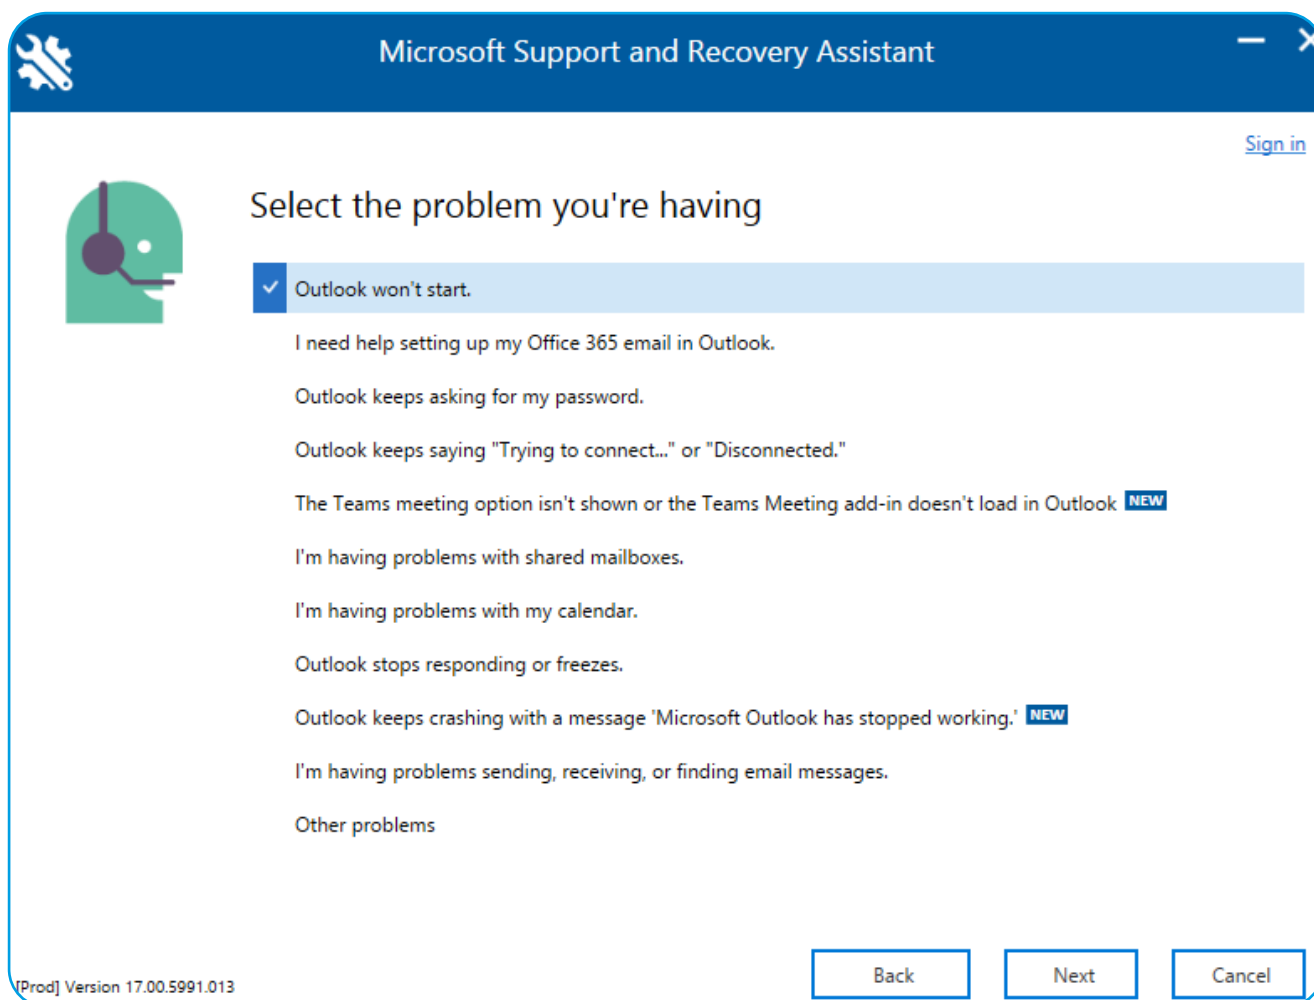 Microsoft Support and Recovery Assistant
Sign in
Select the problem you're having
Outlook won't start.
I need help setting up my Office 365 email in Outlook.
Outlook keeps asking for my password.
Outlook keeps saying "Trying to connect..." or "Disconnected."
The Teams meeting option isn't shown or the Teams Meeting add-in doesn't load in Outlook NEW
I'm having problems with shared mailboxes.
I'm having problems with my calendar.
Outlook stops responding or freezes.
Outlook keeps crashing with a message 'Microsoft Outlook has stopped working.' NEW
I'm having problems sending, receiving, or finding email messages.
Other problems
Back Next Cancel
[Prod] Version 17.00.5991.013